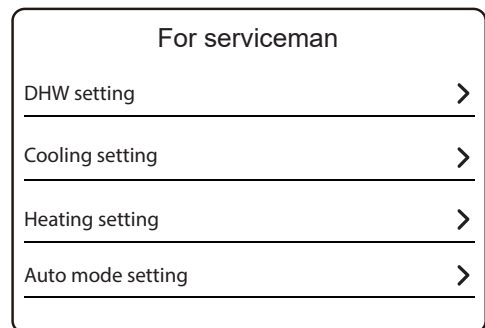 For serviceman
DHW setting
Cooling setting
Heating setting
Auto mode setting